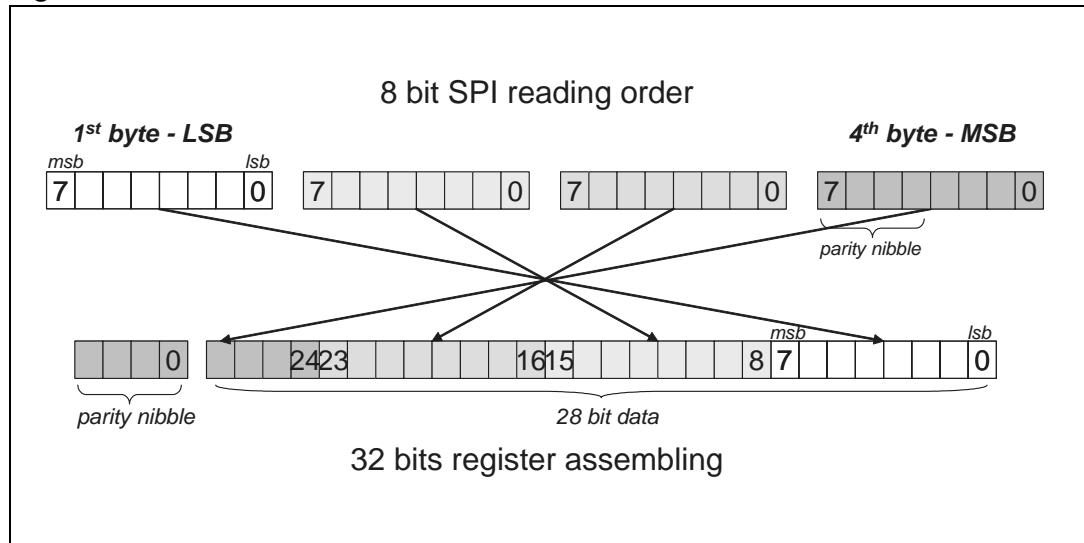 8 bit SPI reading order
1st byte - LSB
4th byte - MSB
msb
lsb
7 0 7 0 7 0 7 0
parity nibble
msb
lsb
0 24 23 16 15 8 7 0
parity nibble
28 bit data
32 bits register assembling